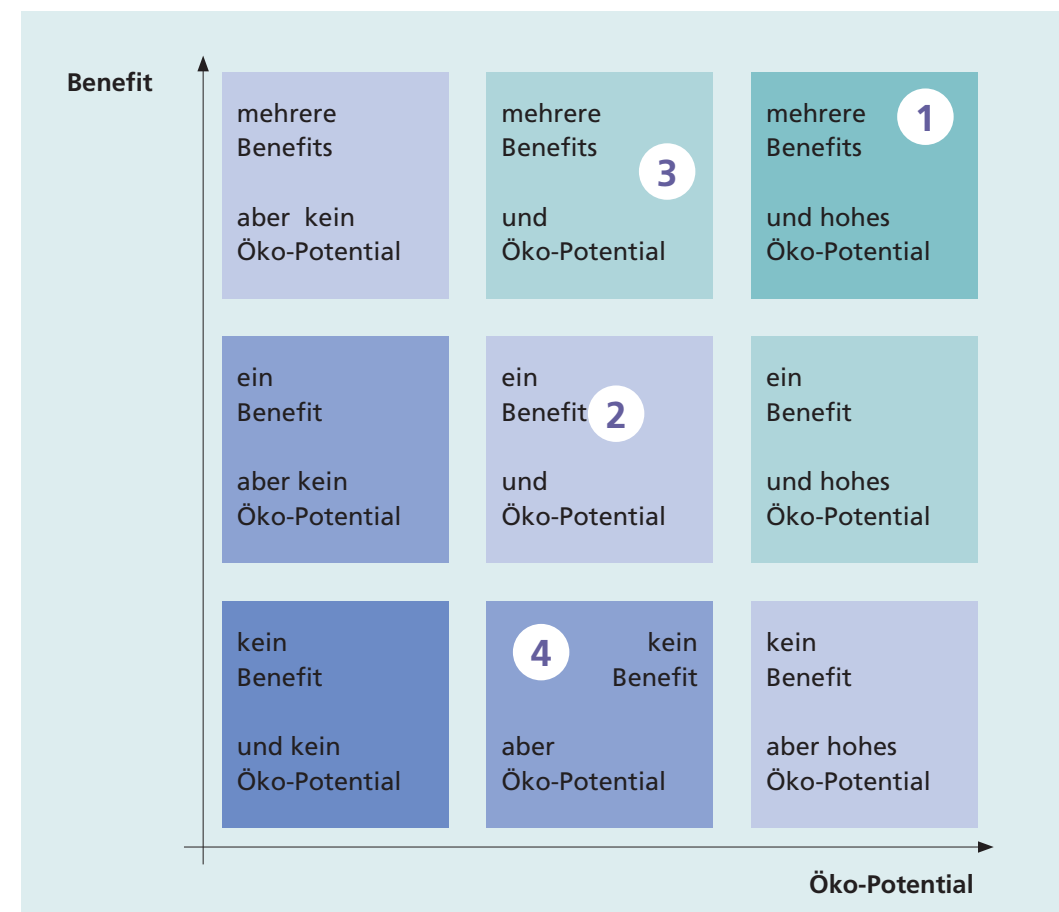 Benefit
mehrere
Benefits
aber kein
Öko-Potential
mehrere
Benefits
3
und
Öko-Potential
mehrere
1
Benefits
und hohes
Öko-Potential
ein
Benefit
aber kein
Öko-Potential
ein
Benefit
2
und
Öko-Potential
ein
Benefit
und hohes
Öko-Potential
kein
Benefit
und kein
Öko-Potential
4
kein
Benefit
aber
Öko-Potential
kein
Benefit
aber hohes
Öko-Potential
Öko-Potential